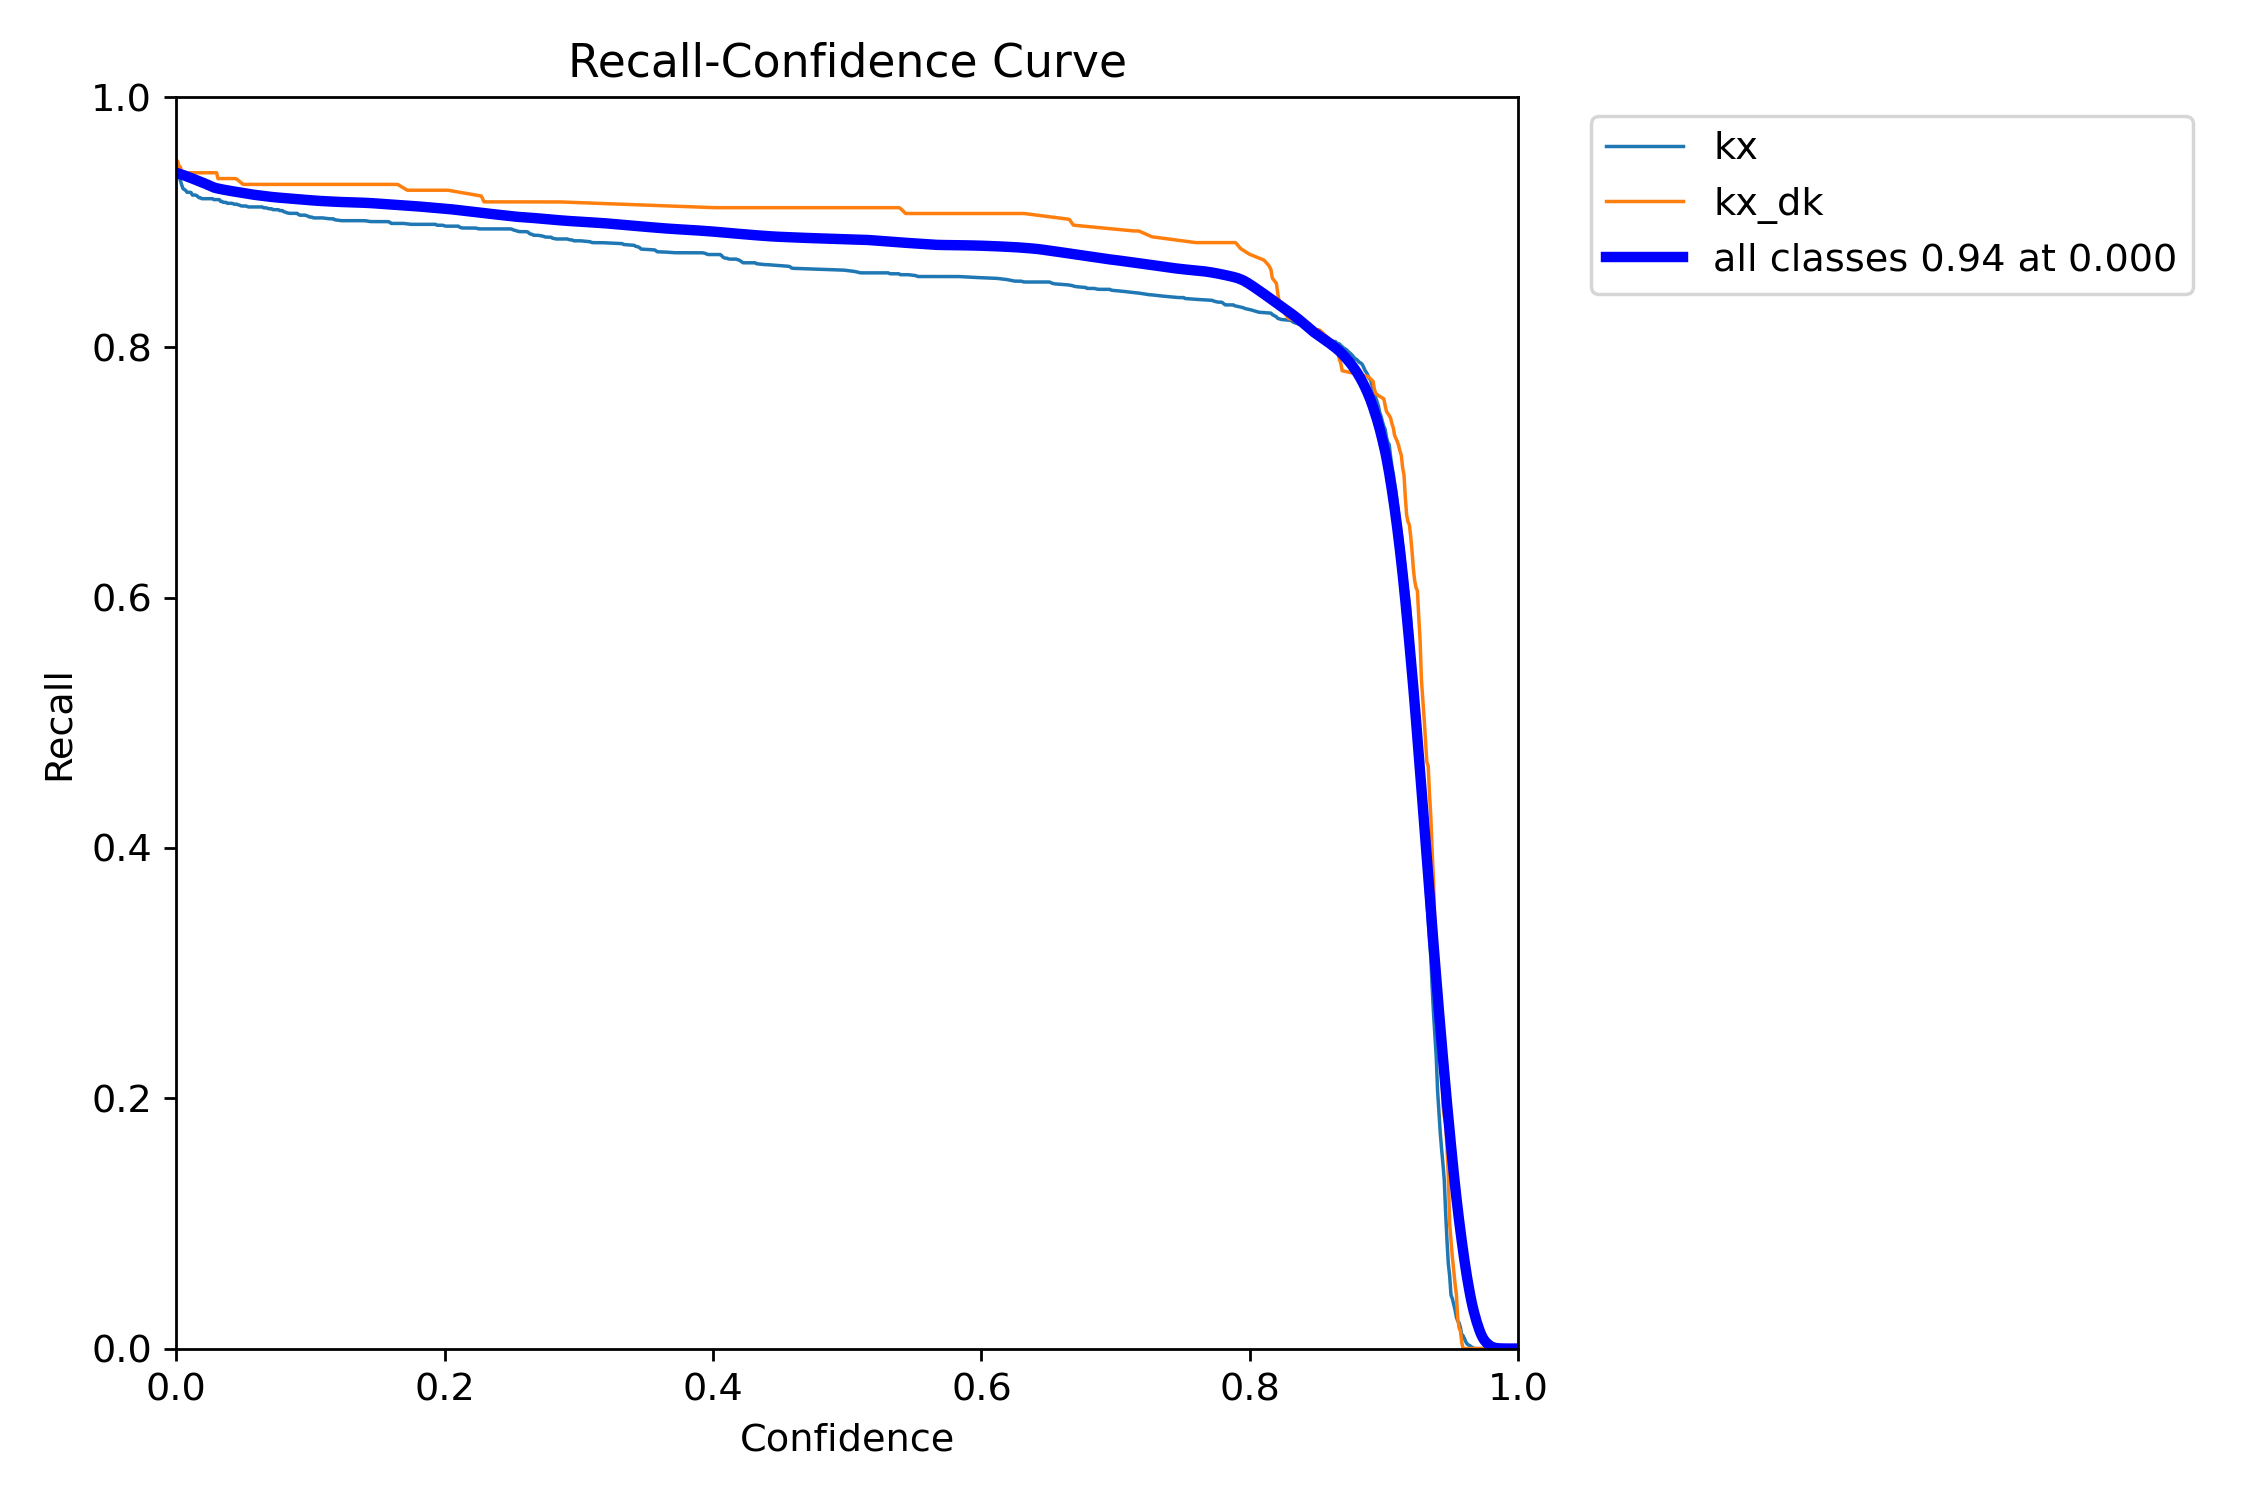 Recall-Confidence Curve
1.0
0.8
0.6
0.4
0.2
0.0
Recall
0.0 0.2 0.4 0.6 0.8 1.0
Confidence
kx
kx_dk
all classes 0.94 at 0.000